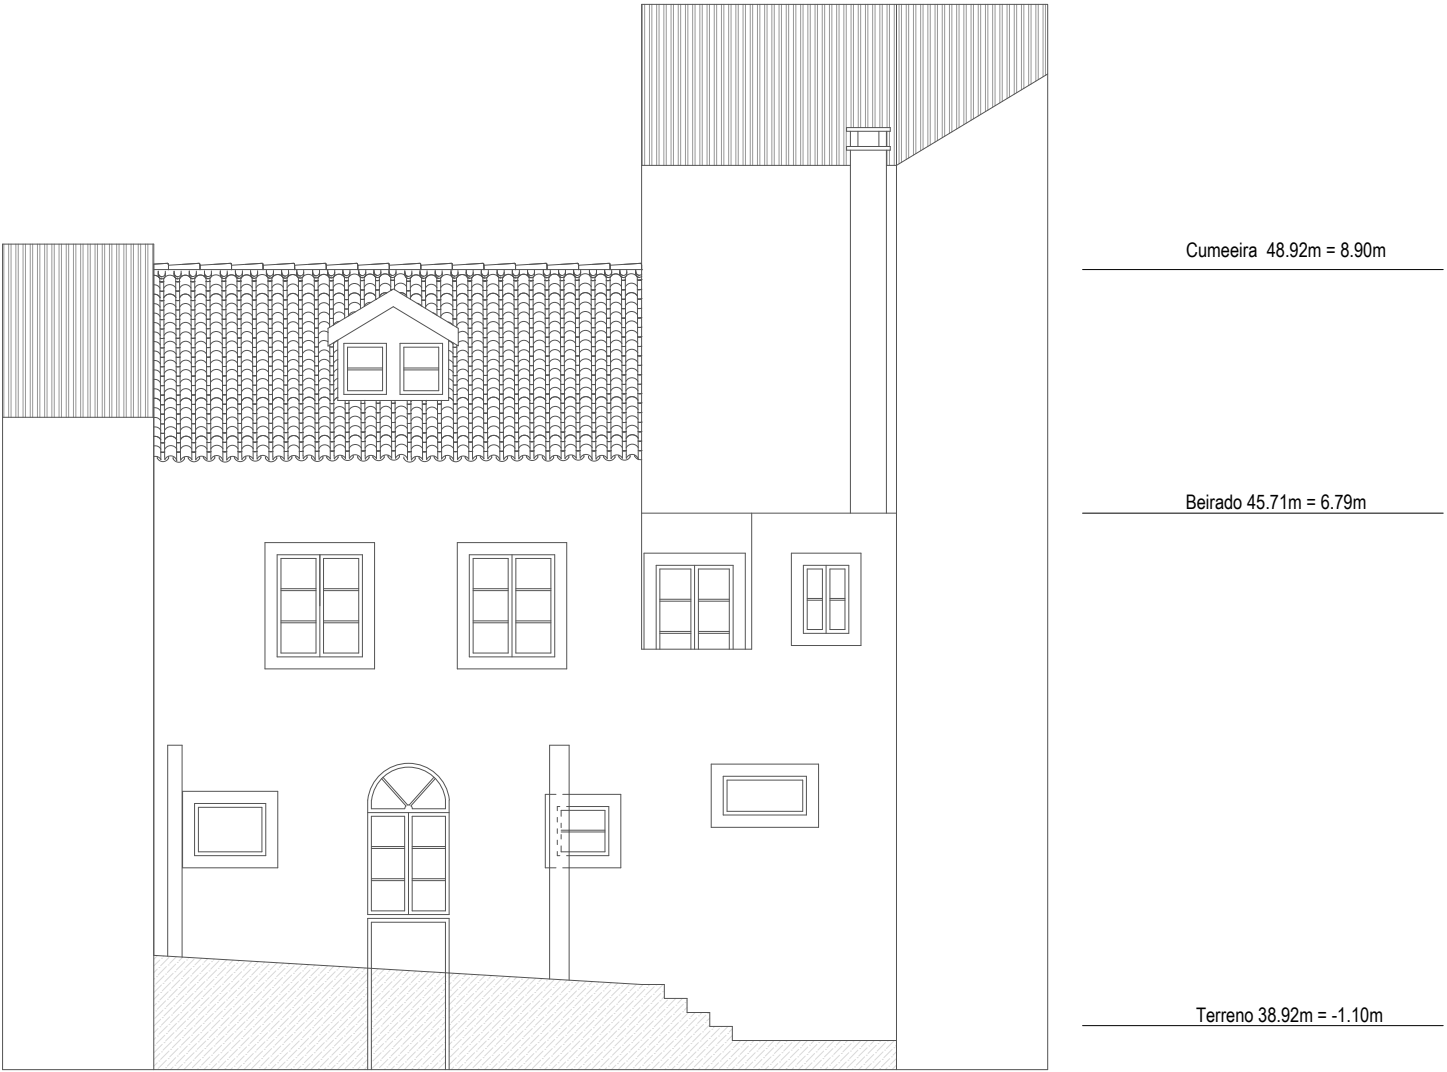 Cumeeira 48.92m = 8.90m
Beirado 45.71m = 6.79m
Terreno 38.92m = -1.10m